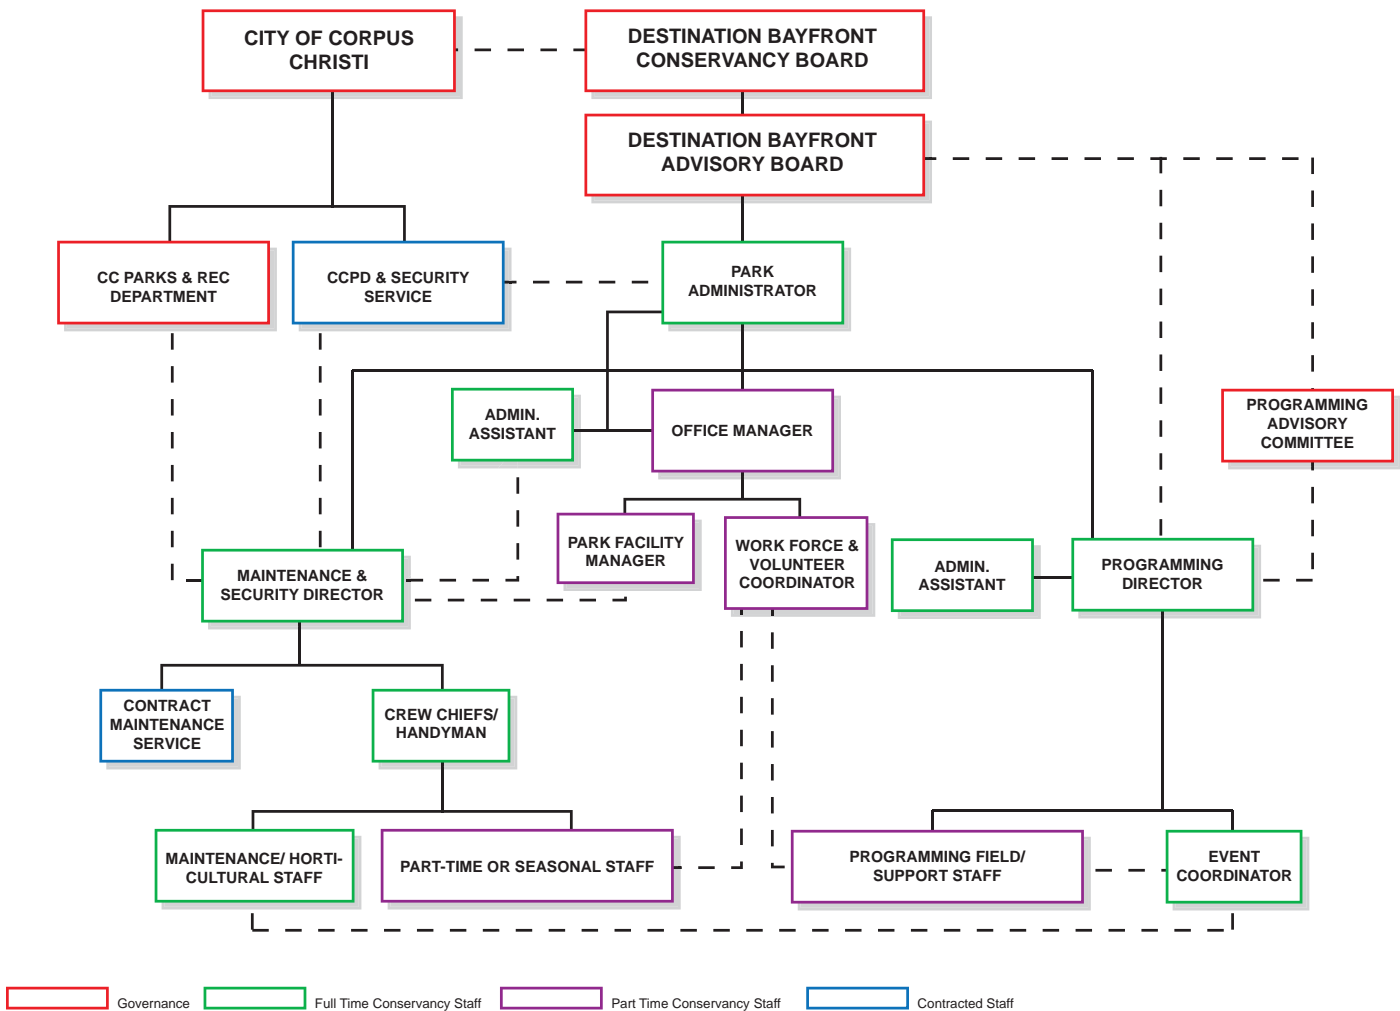 CITY OF CORPUS
CHRISTI
DESTINATION BAYFRONT
CONSERVANCY BOARD
DESTINATION BAYFRONT
ADVISORY BOARD
CC PARKS & REC
DEPARTMENT
CCPD & SECURITY
SERVICE
PARK
ADMINISTRATOR
ADMIN.
ASSISTANT
OFFICE MANAGER
PROGRAMMING
ADVISORY
COMMITTEE
PARK FACILITY
MANAGER
WORK FORCE &
VOLUNTEER
COORDINATOR
MAINTENANCE &
SECURITY DIRECTOR
ADMIN.
ASSISTANT
PROGRAMMING
DIRECTOR
CONTRACT
MAINTENANCE
SERVICE
CREW CHIEFS/
HANDYMAN
MAINTENANCE/ HORTI-
CULTURAL STAFF
PART-TIME OR SEASONAL STAFF
PROGRAMMING FIELD/
SUPPORT STAFF
EVENT
COORDINATOR
Governance
Full Time Conservancy Staff
Part Time Conservancy Staff
Contracted Staff